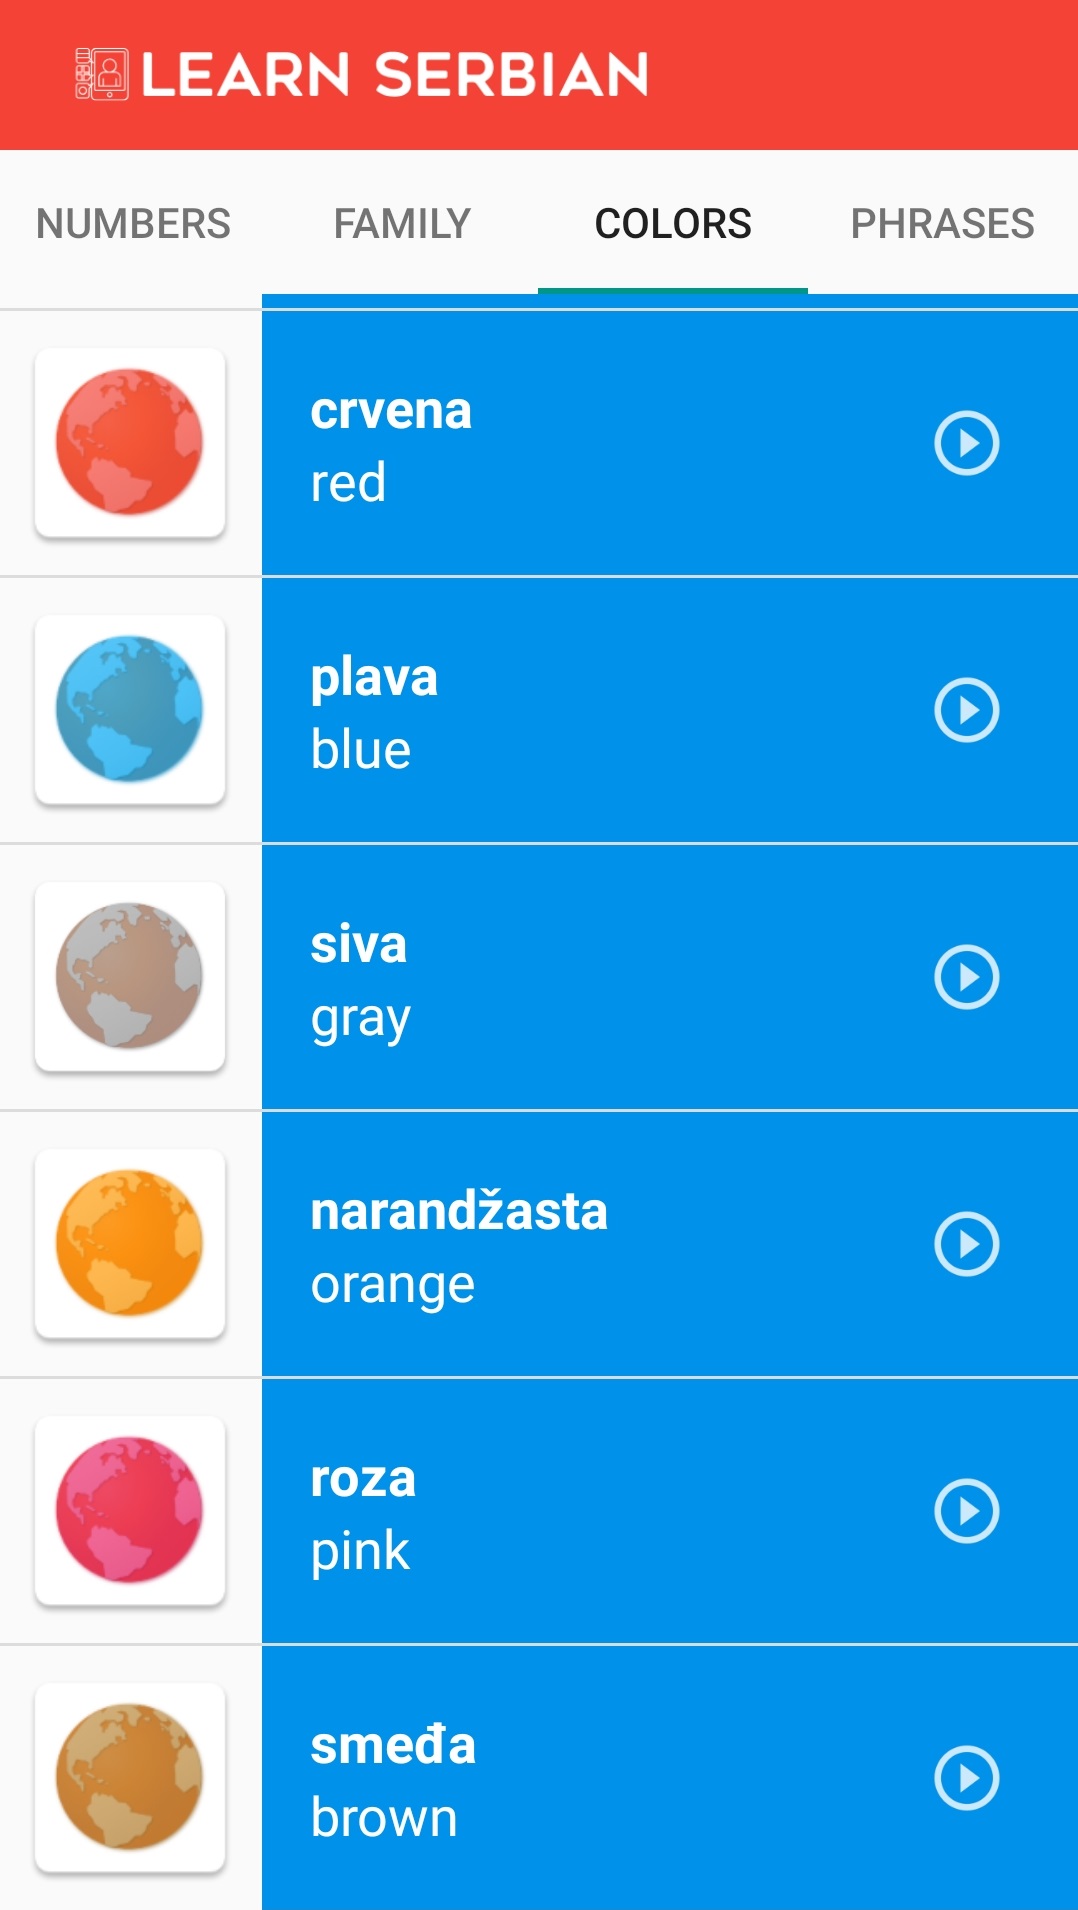 LEARN SERBIAN
NUMBERS FAMILY COLORS PHRASES
crvena
red
plava
blue
siva
gray
narandžasta
orange
roza
pink
smeđa
brown